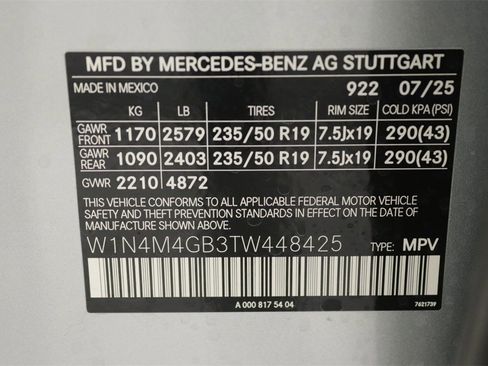 MFD BY MERCEDES-BENZ AG STUTTGART
MADE IN MEXICO 922 07/25
KG LB TIRES RIM SIZE COLD KPA(PSI)
GAWR FRONT 1170 2579 235/50 R19 7.5Jx19 290(43)
GAWR REAR 1090 2403 235/50 R19 7.5Jx19 290(43)
GVWR 2210 4872
THIS VEHICLE CONFORMS TO ALL APPLICABLE FEDERAL MOTOR VEHICLE
SAFETY AND THEFT PREVENTION STANDARDS IN EFFECT ON THE DATE OF
MANUFACTURE SHOWN ABOVE.
W1N4M4GB3TW448425 TYPE: MPV
A 000 817 54 04 7621739